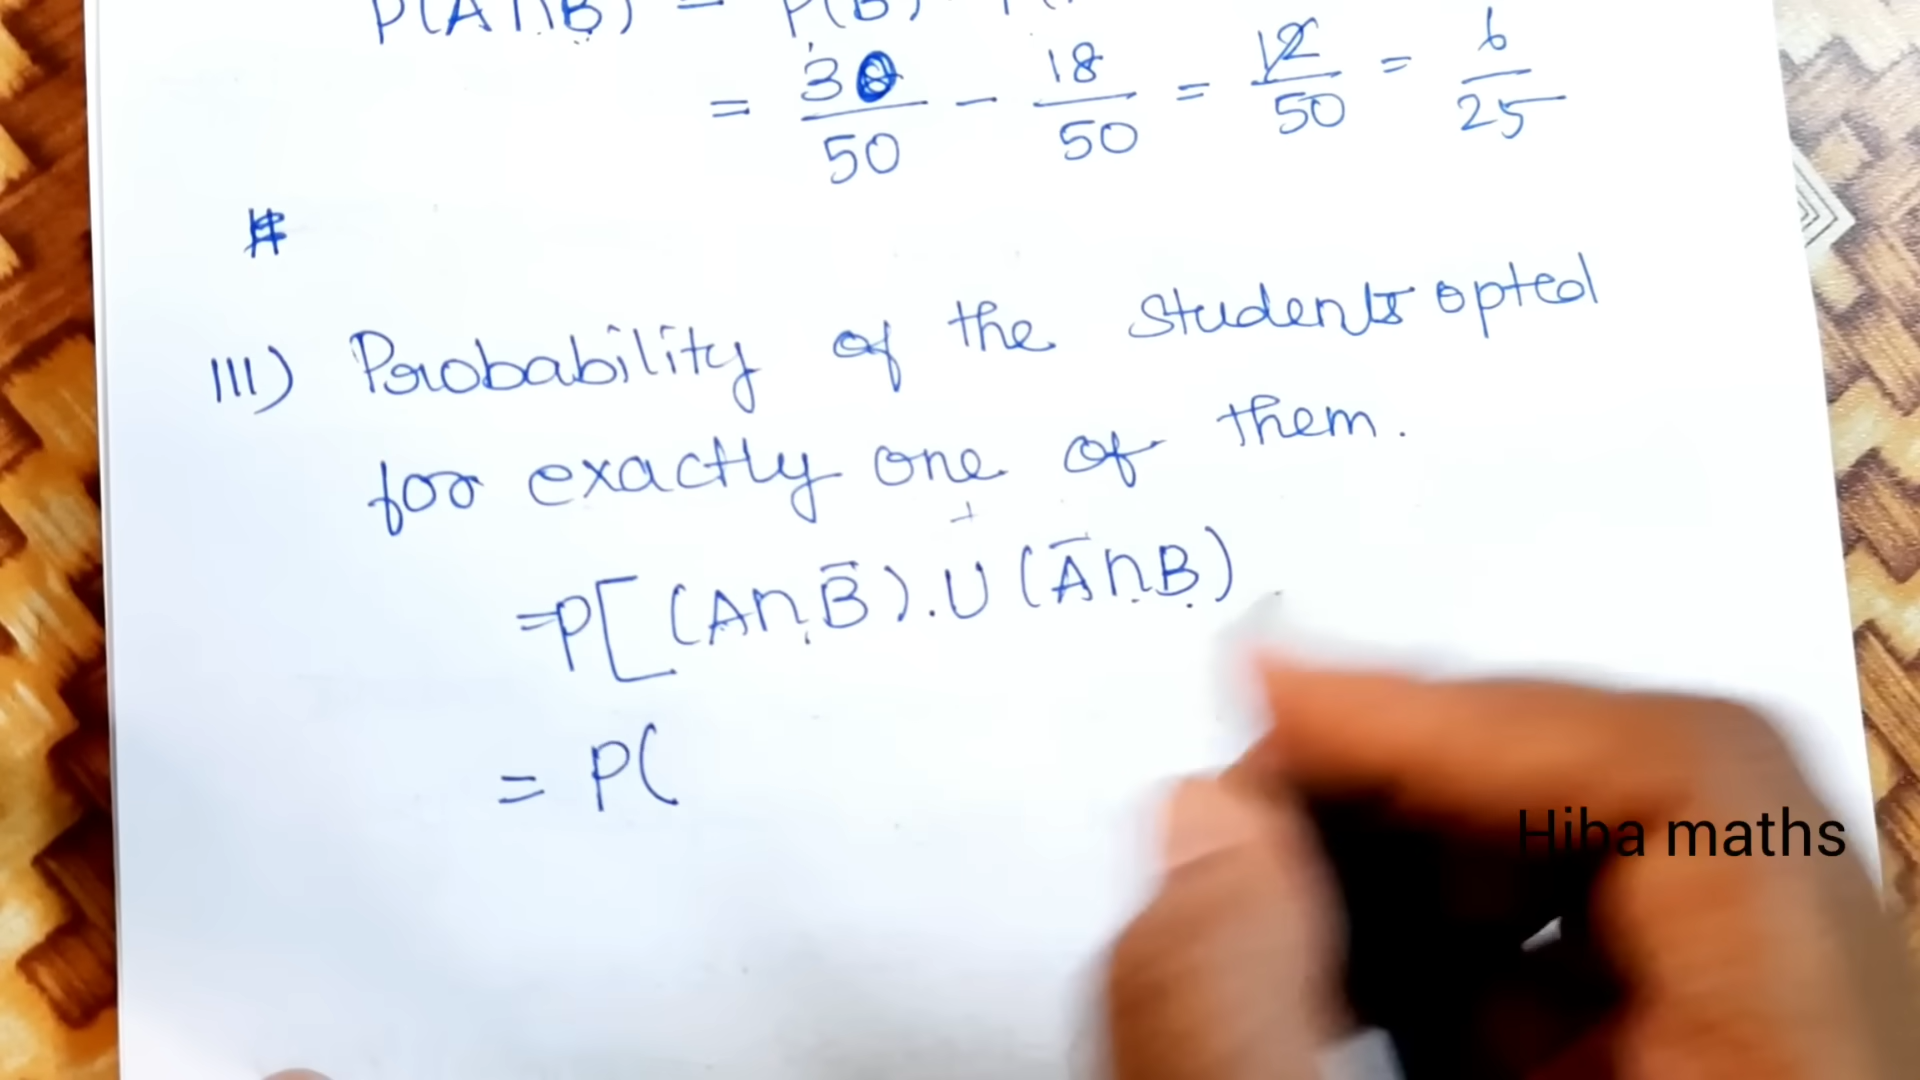 P(A∩B) = P(B)
= 30/50 - 18/50 = 12/50 = 6/25
#
III) Probability of the students opted
for exactly one of them.
=P[(A∩B̅).∪(A̅∩B)
= P(
Hiba maths